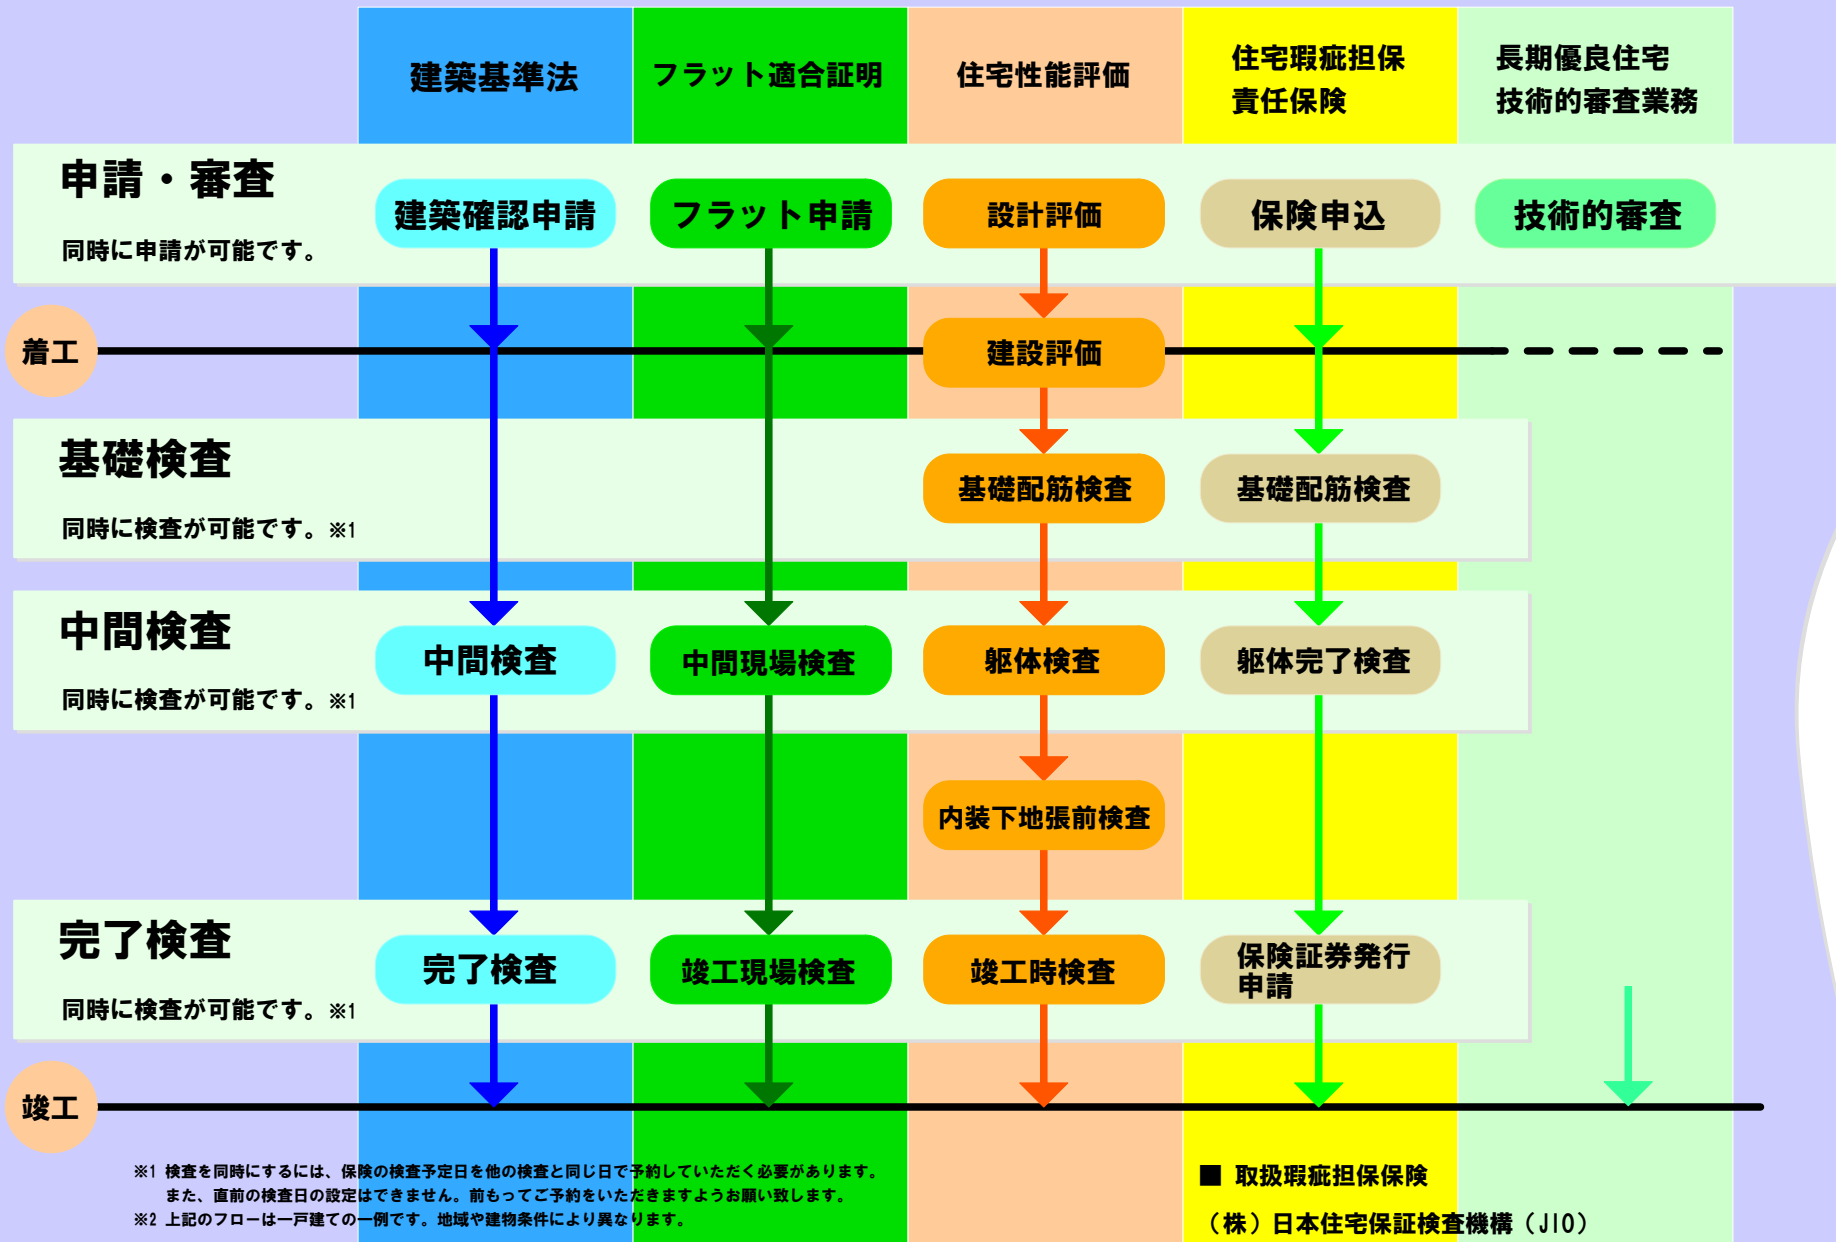 建築基準法
フラット適合証明
住宅性能評価
住宅瑕疵担保
責任保険
長期優良住宅
技術的審査業務
申請・審査
同時に申請が可能です。
建築確認申請
フラット申請
設計評価
保険申込
技術的審査
着工
建設評価
基礎検査
同時に検査が可能です。※1
基礎配筋検査
基礎配筋検査
中間検査
同時に検査が可能です。※1
中間検査
中間現場検査
躯体検査
躯体完了検査
内装下地張前検査
完了検査
同時に検査が可能です。※1
完了検査
竣工現場検査
竣工時検査
保険証券発行
申請
竣工
※1 検査を同時にするには、保険の検査予定日を他の検査と同じ日で予約していただく必要があります。
また、直前の検査日の設定はできません。前もってご予約をいただきますようお願い致します。
※2 上記のフローは一戸建ての一例です。地域や建物条件により異なります。
■ 取扱瑕疵担保保険
（株）日本住宅保証検査機構（JIO）